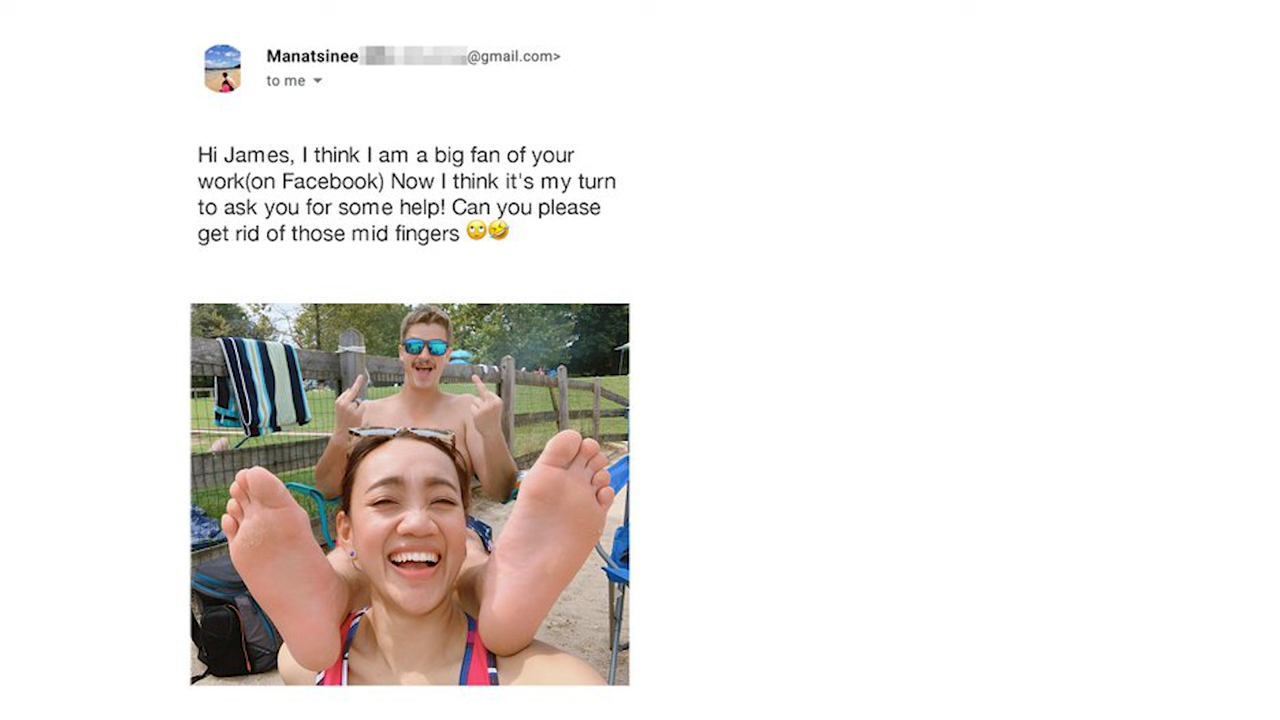 Manatsinee @gmail.com>
to me
Hi James, I think I am a big fan of your
work(on Facebook) Now I think it's my turn
to ask you for some help! Can you please
get rid of those mid fingers 🙄🤣